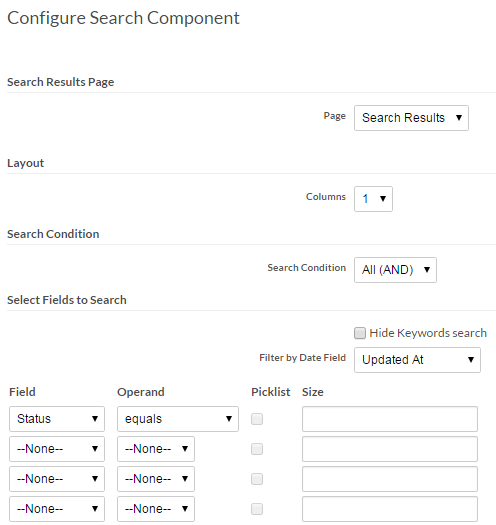 Configure Search Component
Search Results Page
Page Search Results
Layout
Columns 1
Search Condition
Search Condition All (AND)
Select Fields to Search
Hide Keywords search
Filter by Date Field Updated At
Field Operand Picklist Size
Status equals
--None-- --None--
--None-- --None--
--None-- --None--